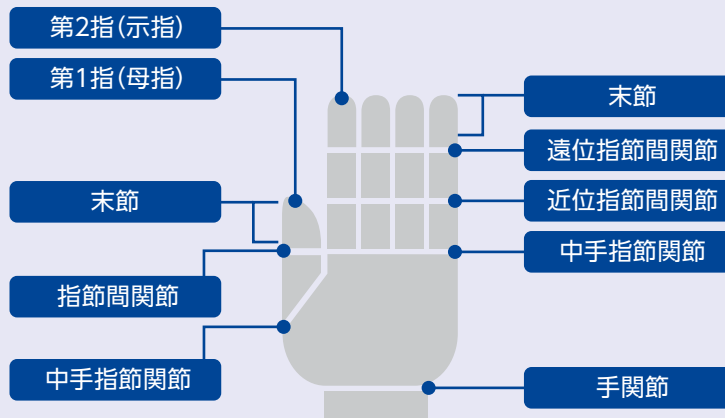 第2指(示指)
第1指(母指)
末節
指節間関節
中手指節関節
末節
遠位指節間関節
近位指節間関節
中手指節関節
手関節